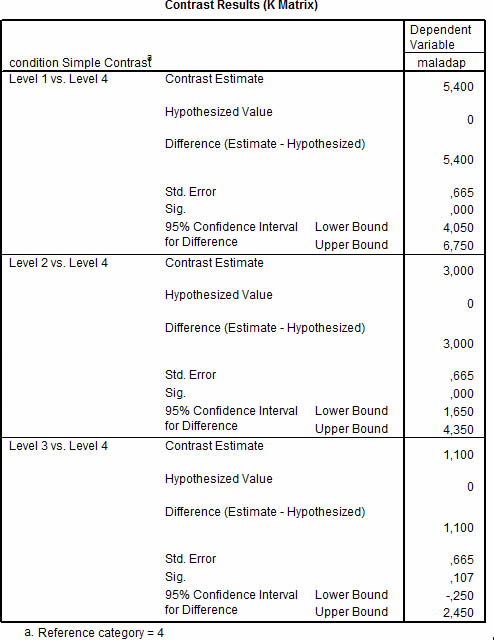 Contrast Results (K Matrix)
Dependent
Variable
condition Simple Contrast a maladap
Level 1 vs. Level 4 Contrast Estimate 5,400
Hypothesized Value 0
Difference (Estimate - Hypothesized)
5,400
Std. Error ,665
Sig. ,000
95% Confidence Interval Lower Bound 4,050
for Difference Upper Bound 6,750
Level 2 vs. Level 4 Contrast Estimate 3,000
Hypothesized Value 0
Difference (Estimate - Hypothesized)
3,000
Std. Error ,665
Sig. ,000
95% Confidence Interval Lower Bound 1,650
for Difference Upper Bound 4,350
Level 3 vs. Level 4 Contrast Estimate 1,100
Hypothesized Value 0
Difference (Estimate - Hypothesized)
1,100
Std. Error ,665
Sig. ,107
95% Confidence Interval Lower Bound -,250
for Difference Upper Bound 2,450
a. Reference category = 4